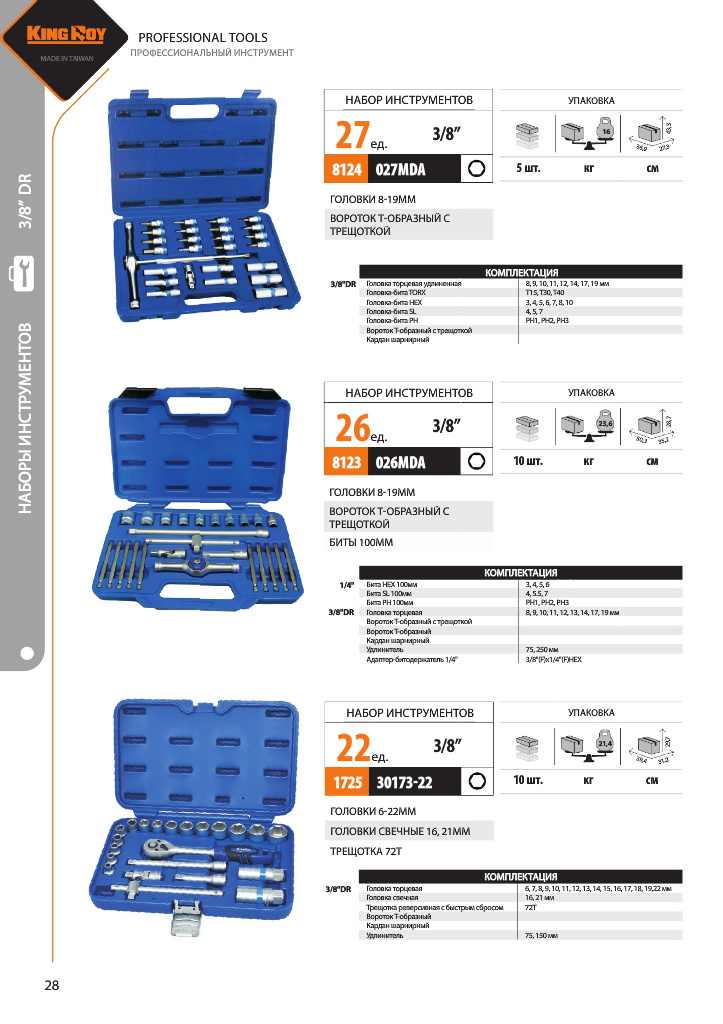 KING ROY
MADE IN TAIWAN
PROFESSIONAL TOOLS
ПРОФЕССИОНАЛЬНЫЙ ИНСТРУМЕНТ
3/8” DR
НАБОРЫ ИНСТРУМЕНТОВ
НАБОР ИНСТРУМЕНТОВ
27ед. 3/8”
8124 027MDA
УПАКОВКА
16
43,3
38,9 27,3
5 шт. кг см
ГОЛОВКИ 8-19ММ
ВОРОТОК Т-ОБРАЗНЫЙ С
ТРЕЩОТКОЙ
КОМПЛЕКТАЦИЯ
3/8"DR Головка торцевая удлиненная 8, 9, 10, 11, 12, 14, 17, 19 мм
Головка-бита TORX T15, T30, T40
Головка-бита HEX 3, 4, 5, 6, 7, 8, 10
Головка-бита SL 4, 5, 7
Головка-бита PH PH1, PH2, PH3
Вороток Т-образный с трещоткой
Кардан шарнирный
НАБОР ИНСТРУМЕНТОВ
26ед. 3/8”
8123 026MDA
УПАКОВКА
23,6
28,7
35,2
10 шт. кг см
ГОЛОВКИ 8-19ММ
ВОРОТОК Т-ОБРАЗНЫЙ С
ТРЕЩОТКОЙ
БИТЫ 100ММ
КОМПЛЕКТАЦИЯ
1/4" Бита HEX 100мм 3, 4, 5, 6
Бита SL 100мм 4, 5.5, 7
Бита PH 100мм PH1, PH2, PH3
3/8"DR Головка торцевая 8, 9, 10, 11, 12, 13, 14, 17, 19 мм
Вороток Т-образный с трещоткой
Вороток Т-образный
Кардан шарнирный
Удлинитель 75, 250 мм
Адаптер-битодержатель 1/4" 3/8"(F)x1/4"(F)HEX
НАБОР ИНСТРУМЕНТОВ
22ед. 3/8”
1725 30173-22
УПАКОВКА
21,4
29,7
31,2
10 шт. кг см
ГОЛОВКИ 6-22ММ
ГОЛОВКИ СВЕЧНЫЕ 16, 21ММ
ТРЕЩОТКА 72Т
КОМПЛЕКТАЦИЯ
3/8"DR Головка торцевая 6, 7, 8, 9, 10, 11, 12, 13, 14, 15, 16, 17, 18, 19,22 мм
Головка свечная 16, 21 мм
Трещотка реверсивная с быстрым сбросом 72Т
Вороток Т-образный
Кардан шарнирный
Удлинитель 75, 150 мм
28